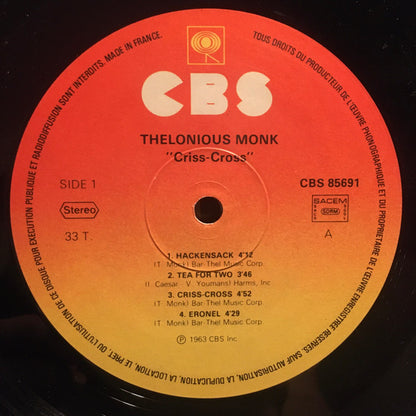 CBS
THELONIOUS MONK
"Criss-Cross"
SIDE 1
CBS 85691
Stereo
SACEM
SDRM
33 T.
A
1. HACKENSACK 4'12
(T. Monk) Bar-Thel Music Corp
2. TEA FOR TWO 3'46
(I. Caesar - V. Youmans) Harms, Inc
3. CRISS-CROSS 4'52
(T. Monk) Bar-Thel Music Corp
4. ERONEL 4'29
(T. Monk) Bar-Thel Music Corp
Ⓟ 1963 CBS Inc
TOUS DROITS DU PRODUCTEUR DE L'ŒUVRE PHONOGRAPHIQUE ET DU PROPRIETAIRE DE L'ŒUVRE ENREGISTREE RESERVES. SAUF AUTORISATION, LA DUPLICATION, LA LOCATION, LE PRET, OU L'UTILISATION DE CE DISQUE POUR EXECUTION PUBLIQUE ET RADIODIFFUSION SONT INTERDITS. MADE IN FRANCE.